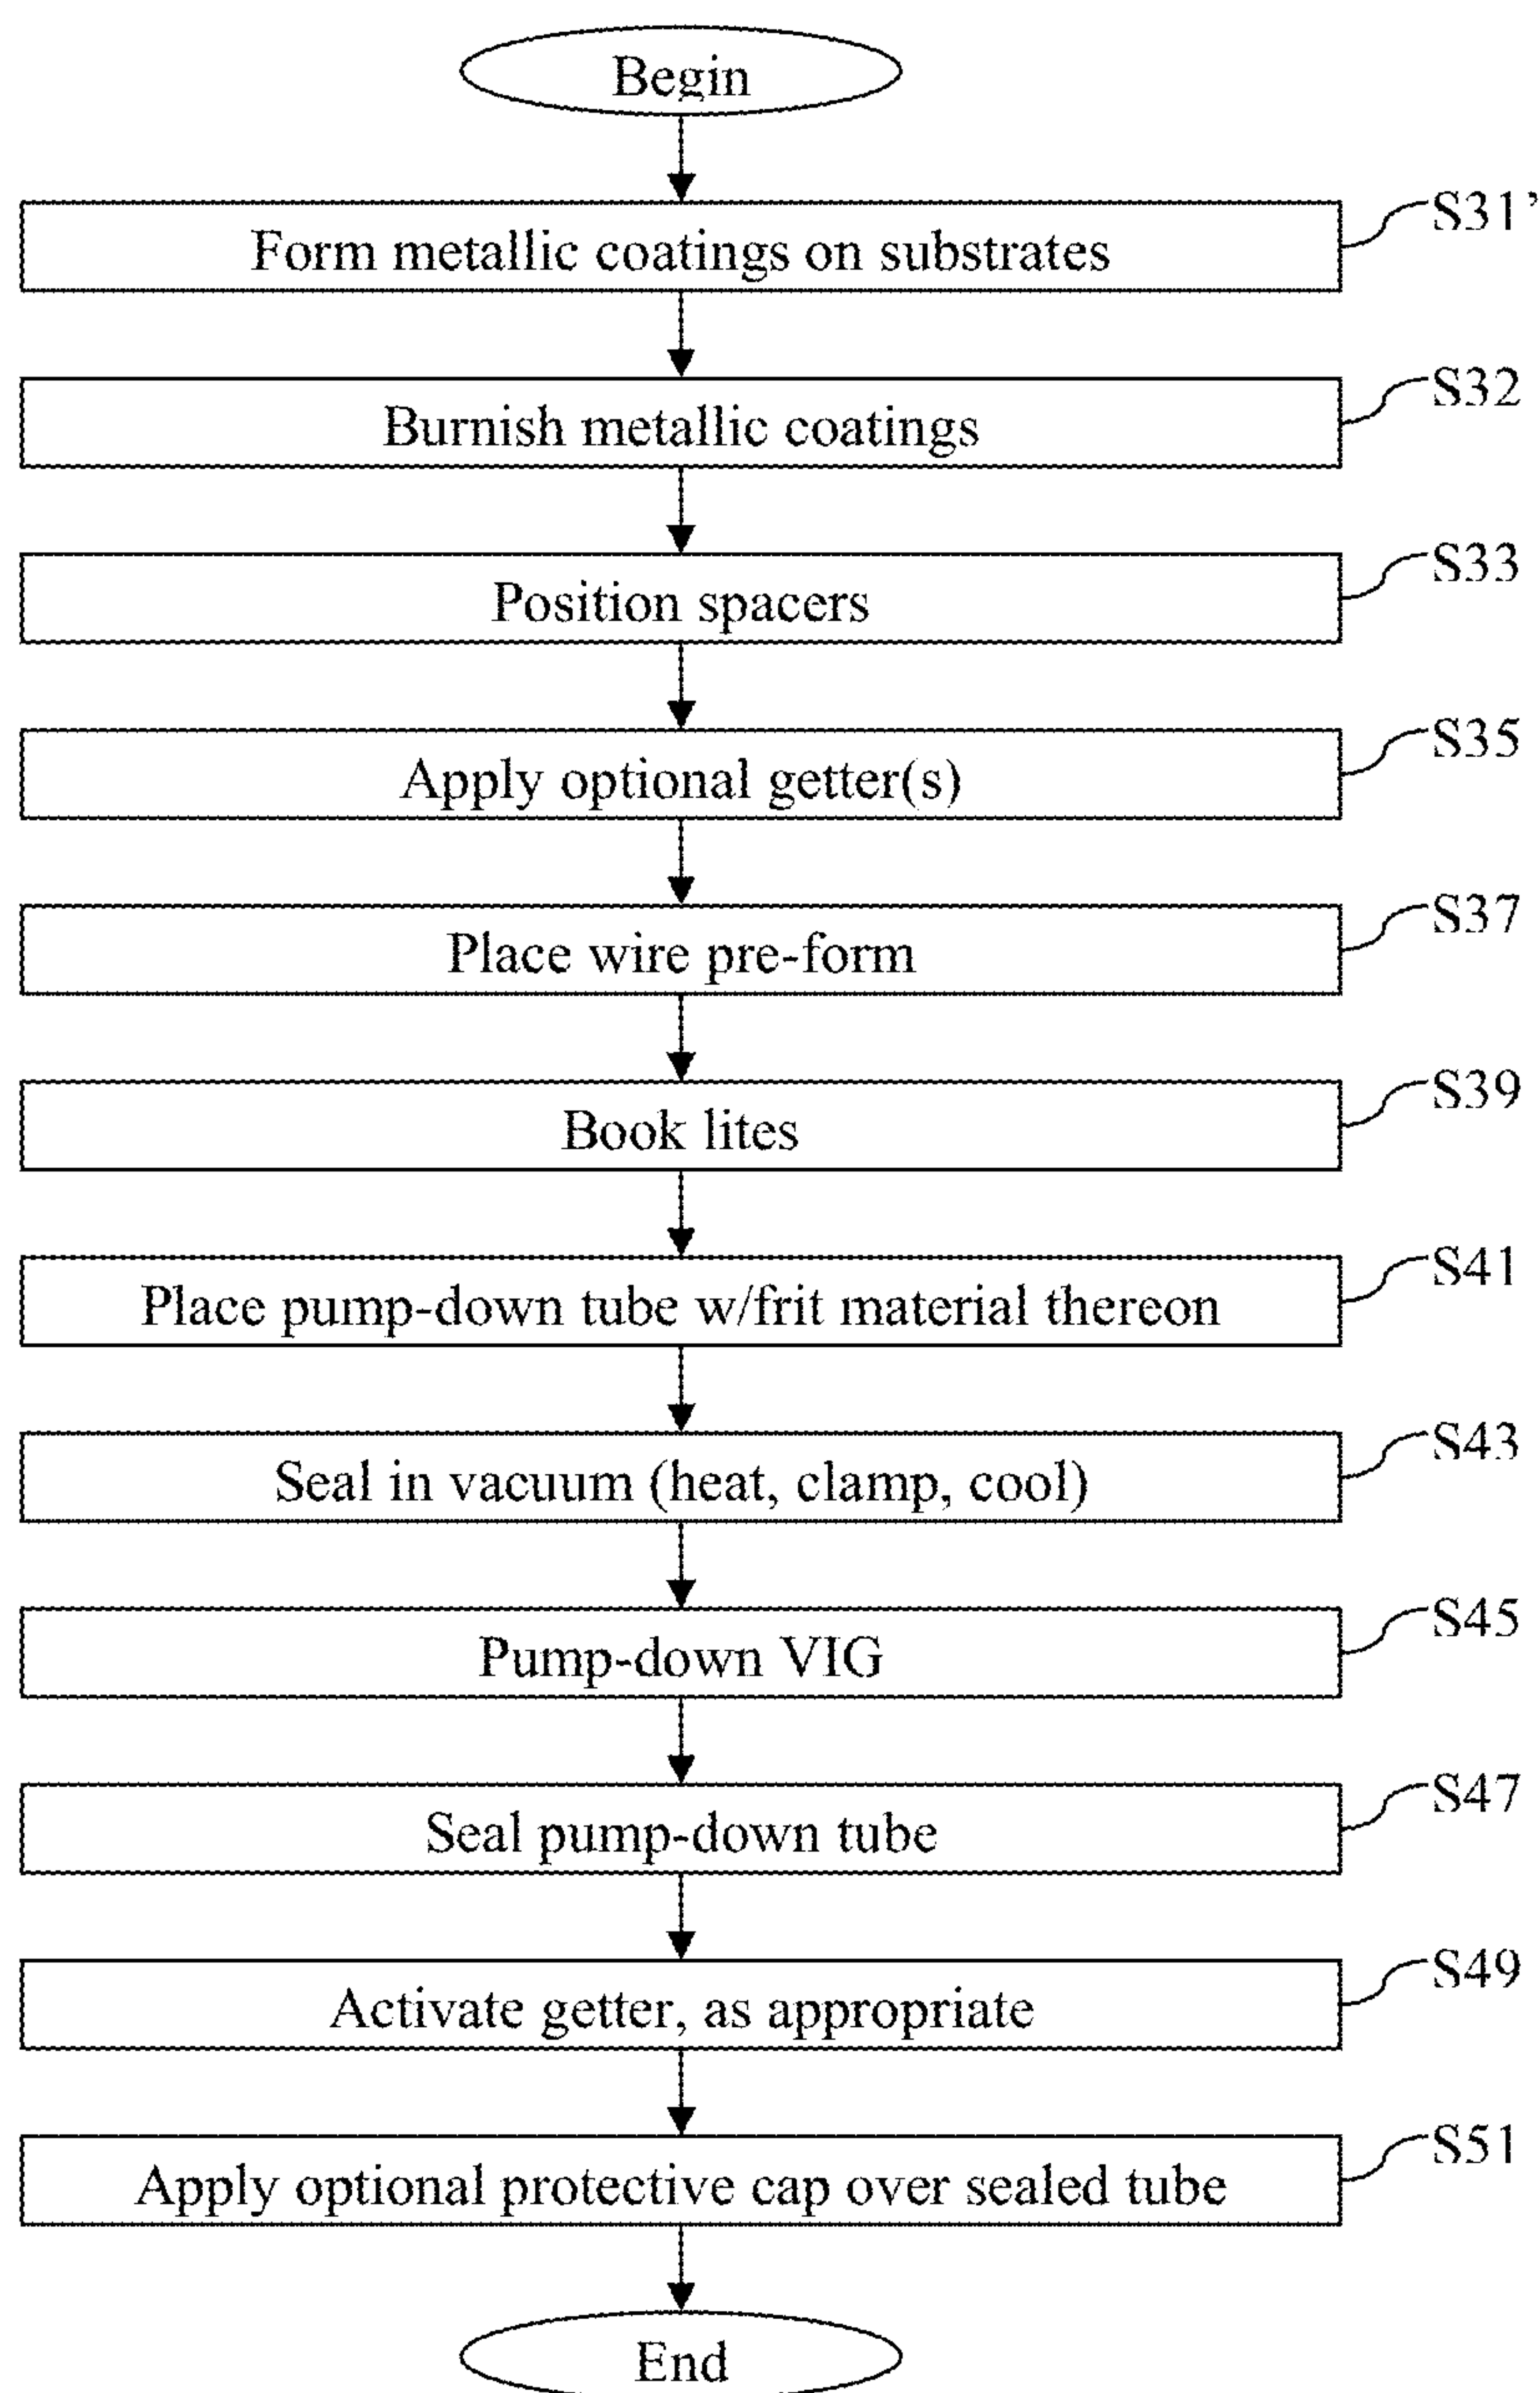 Begin
Form metallic coatings on substrates
S31’
Burnish metallic coatings
S32
Position spacers
S33
Apply optional getter(s)
S35
Place wire pre-form
S37
Book lites
S39
Place pump-down tube w/frit material thereon
S41
Seal in vacuum (heat, clamp, cool)
S43
Pump-down VIG
S45
Seal pump-down tube
S47
Activate getter, as appropriate
S49
Apply optional protective cap over sealed tube
S51
End